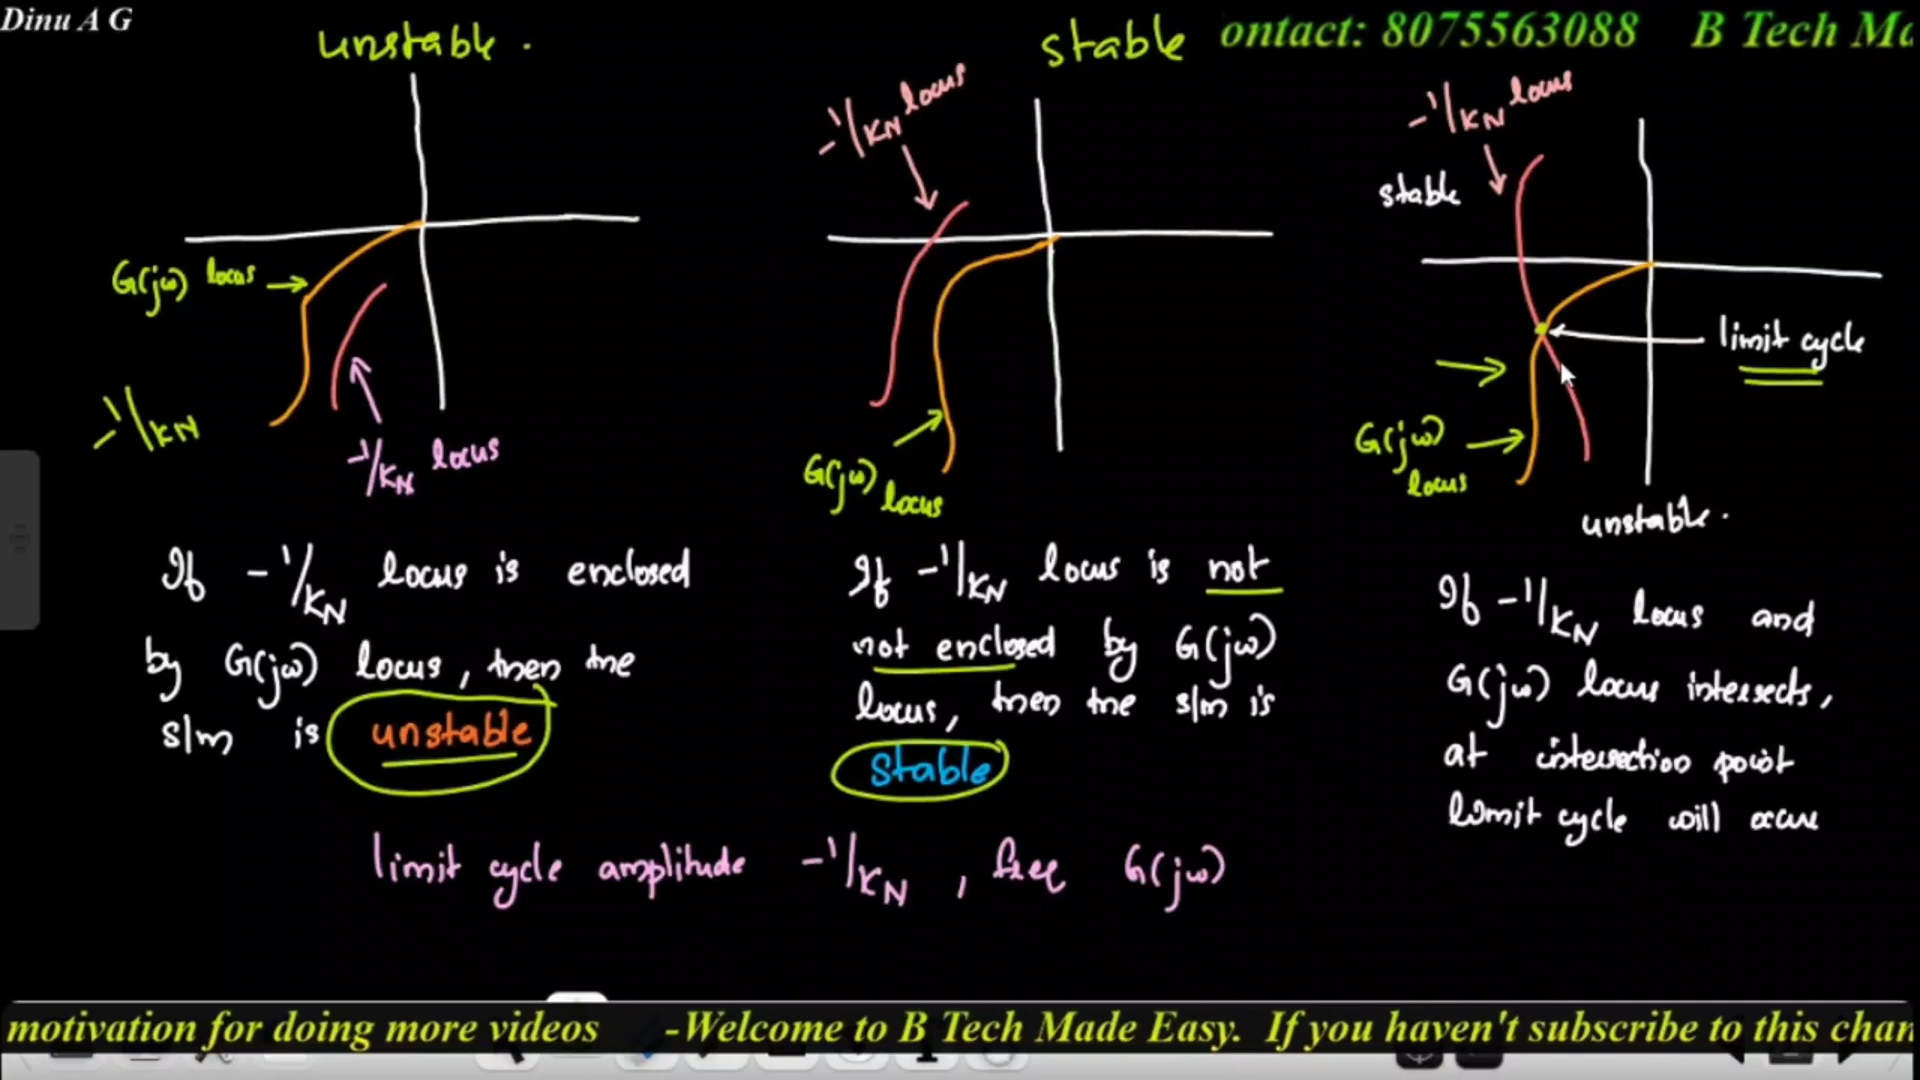 Dinu A G
ontact: 8075563088 B Tech Ma
unstable.
G(jω) locus
-1/KN
-1/KN locus
If -1/KN locus is enclosed
by G(jω) locus, then the
s/m is unstable
stable
-1/KN locus
G(jω) locus
If -1/KN locus is not
not enclosed by G(jω)
locus, then the s/m is
stable
-1/KN locus
stable
limit cycle
G(jω)
locus
unstable.
If -1/KN locus and
G(jω) locus intersects,
at intersection point
limit cycle will occur
limit cycle amplitude -1/KN, freq G(jω)
motivation for doing more videos -Welcome to B Tech Made Easy. If you haven't subscribe to this chan